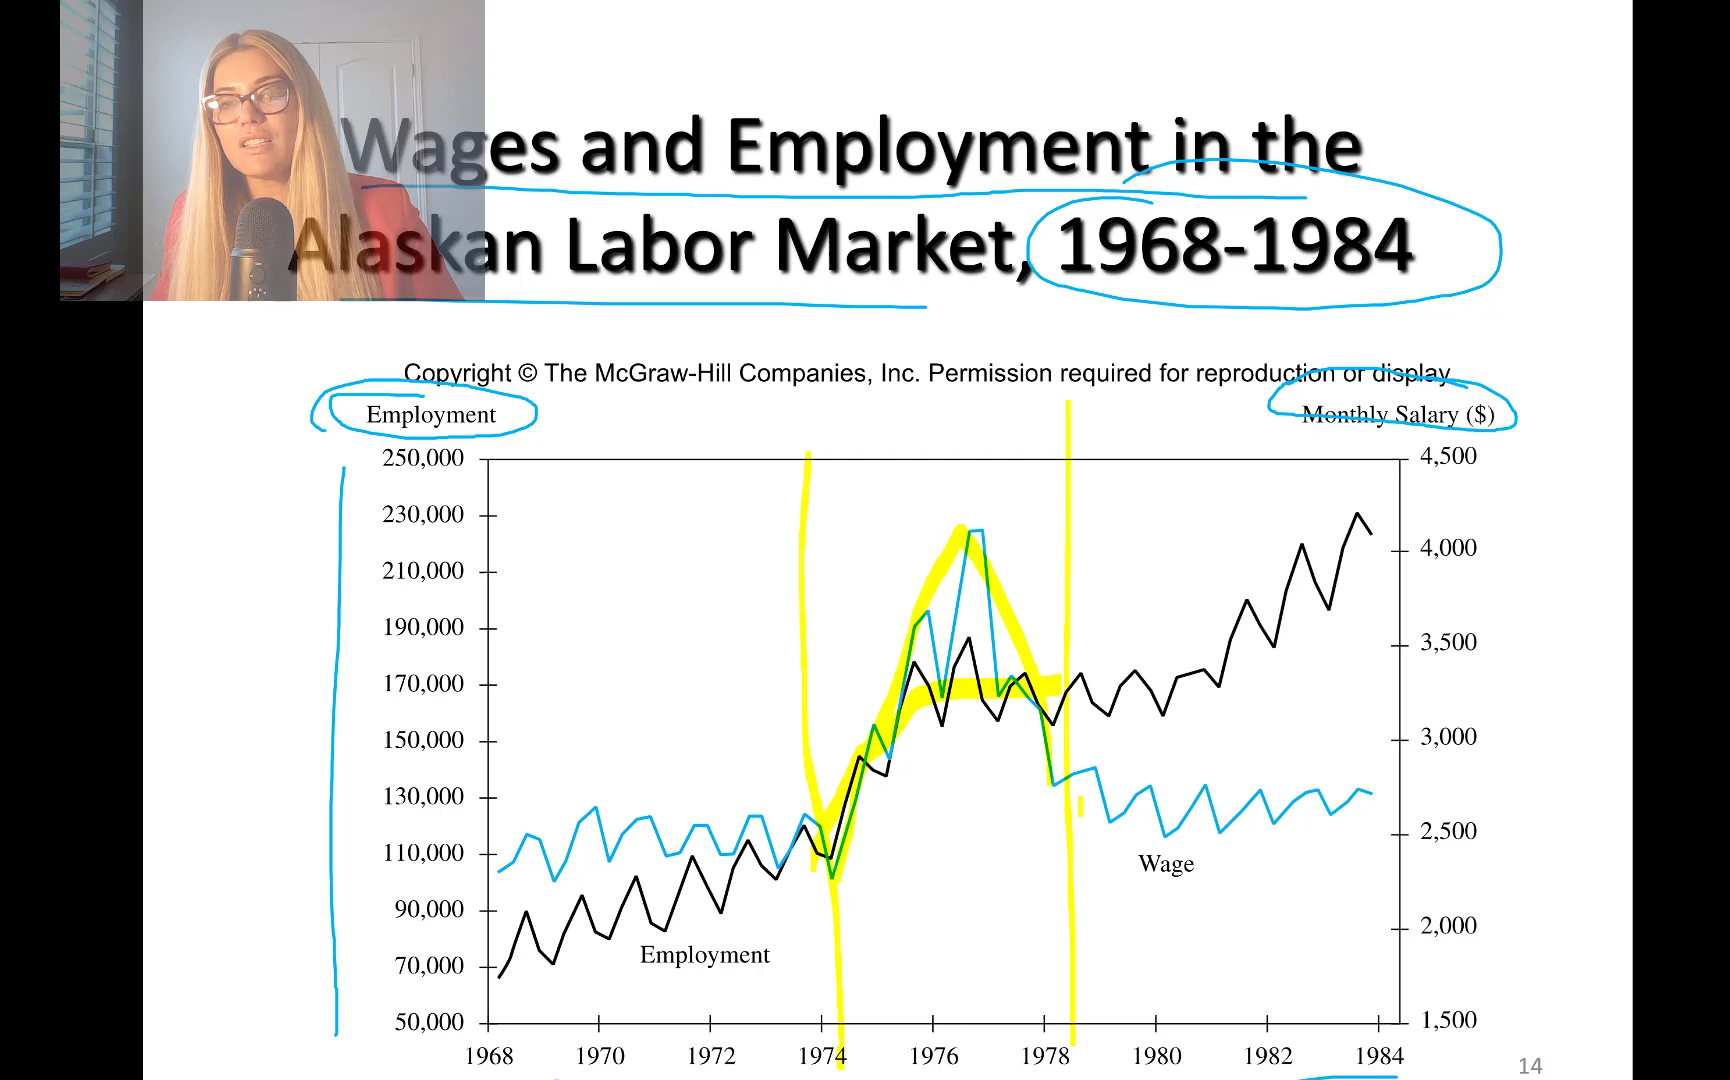 Wages and Employment in the
Alaskan Labor Market, 1968-1984
Copyright © The McGraw-Hill Companies, Inc. Permission required for reproduction or display.
Employment
Monthly Salary ($)
250,000
230,000
210,000
190,000
170,000
150,000
130,000
110,000
90,000
70,000
50,000
4,500
4,000
3,500
3,000
2,500
2,000
1,500
Wage
Employment
1968 1970 1972 1974 1976 1978 1980 1982 1984
14